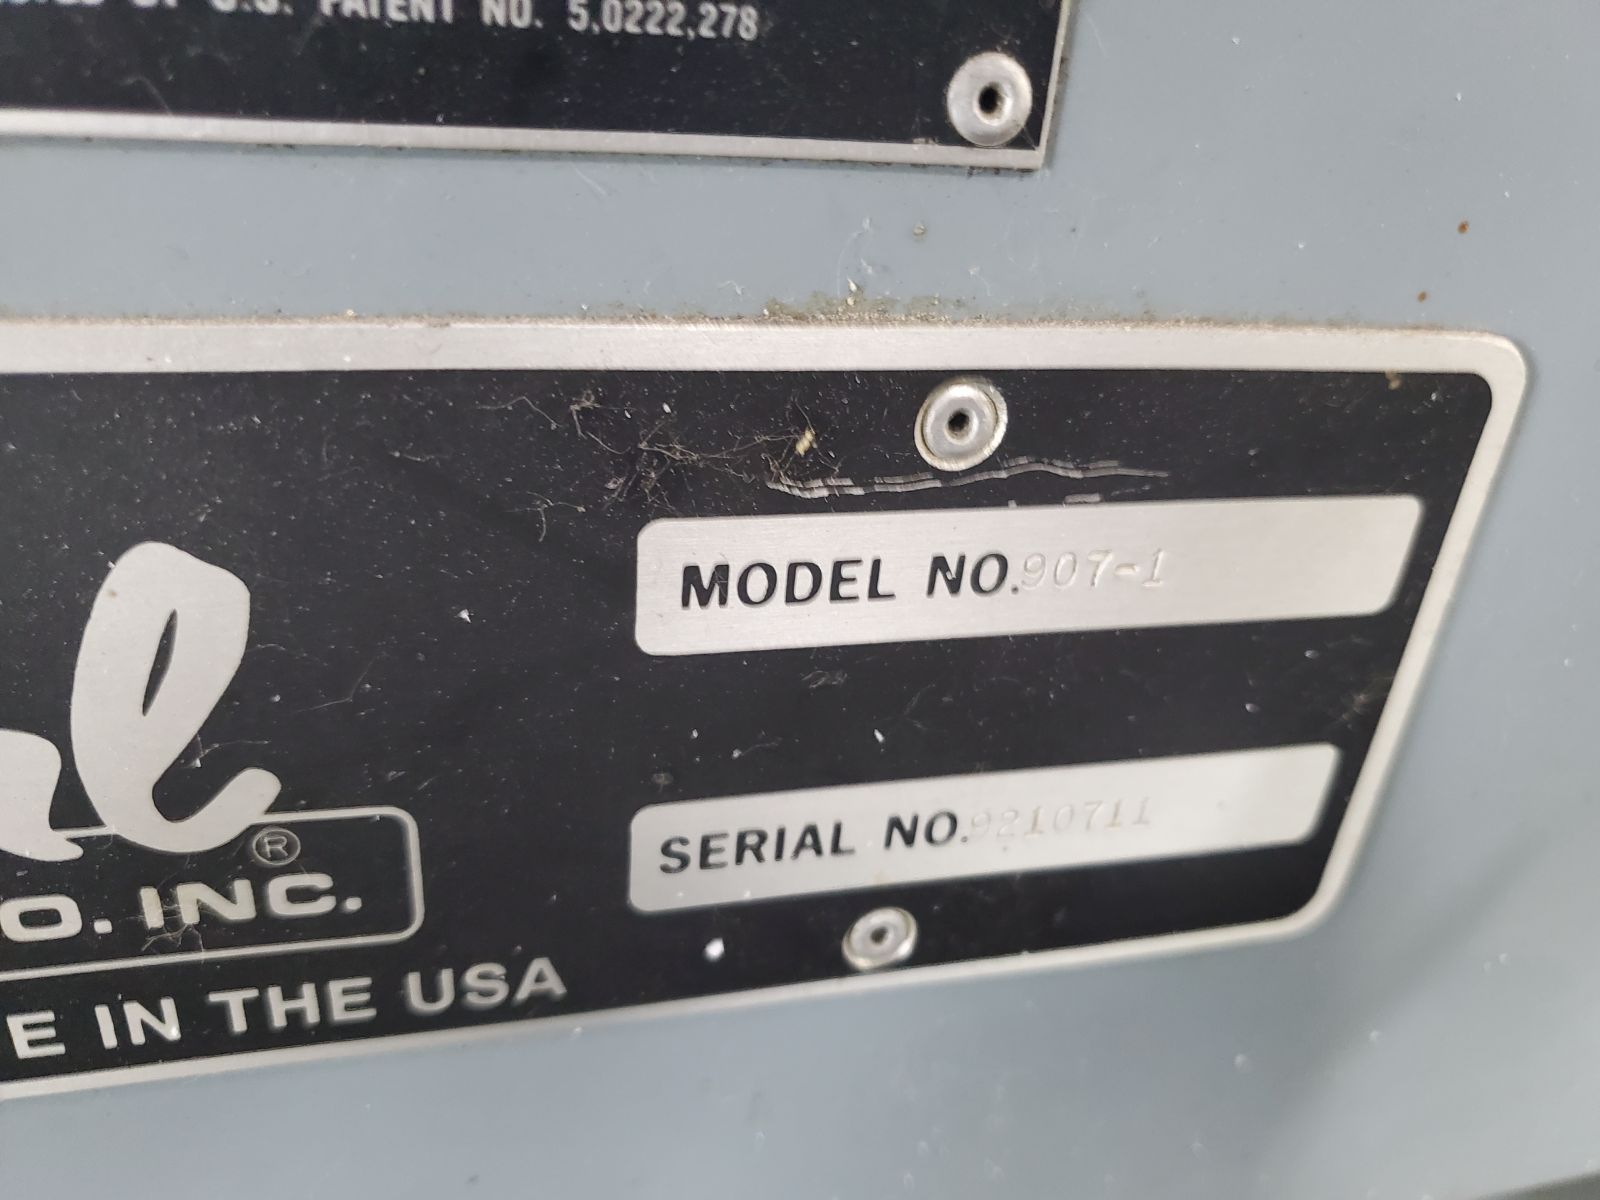 U.S. PATENT NO. 5,0222,278
MODEL NO. 907-1
SERIAL NO. 9210711
®
O. INC.
E IN THE USA